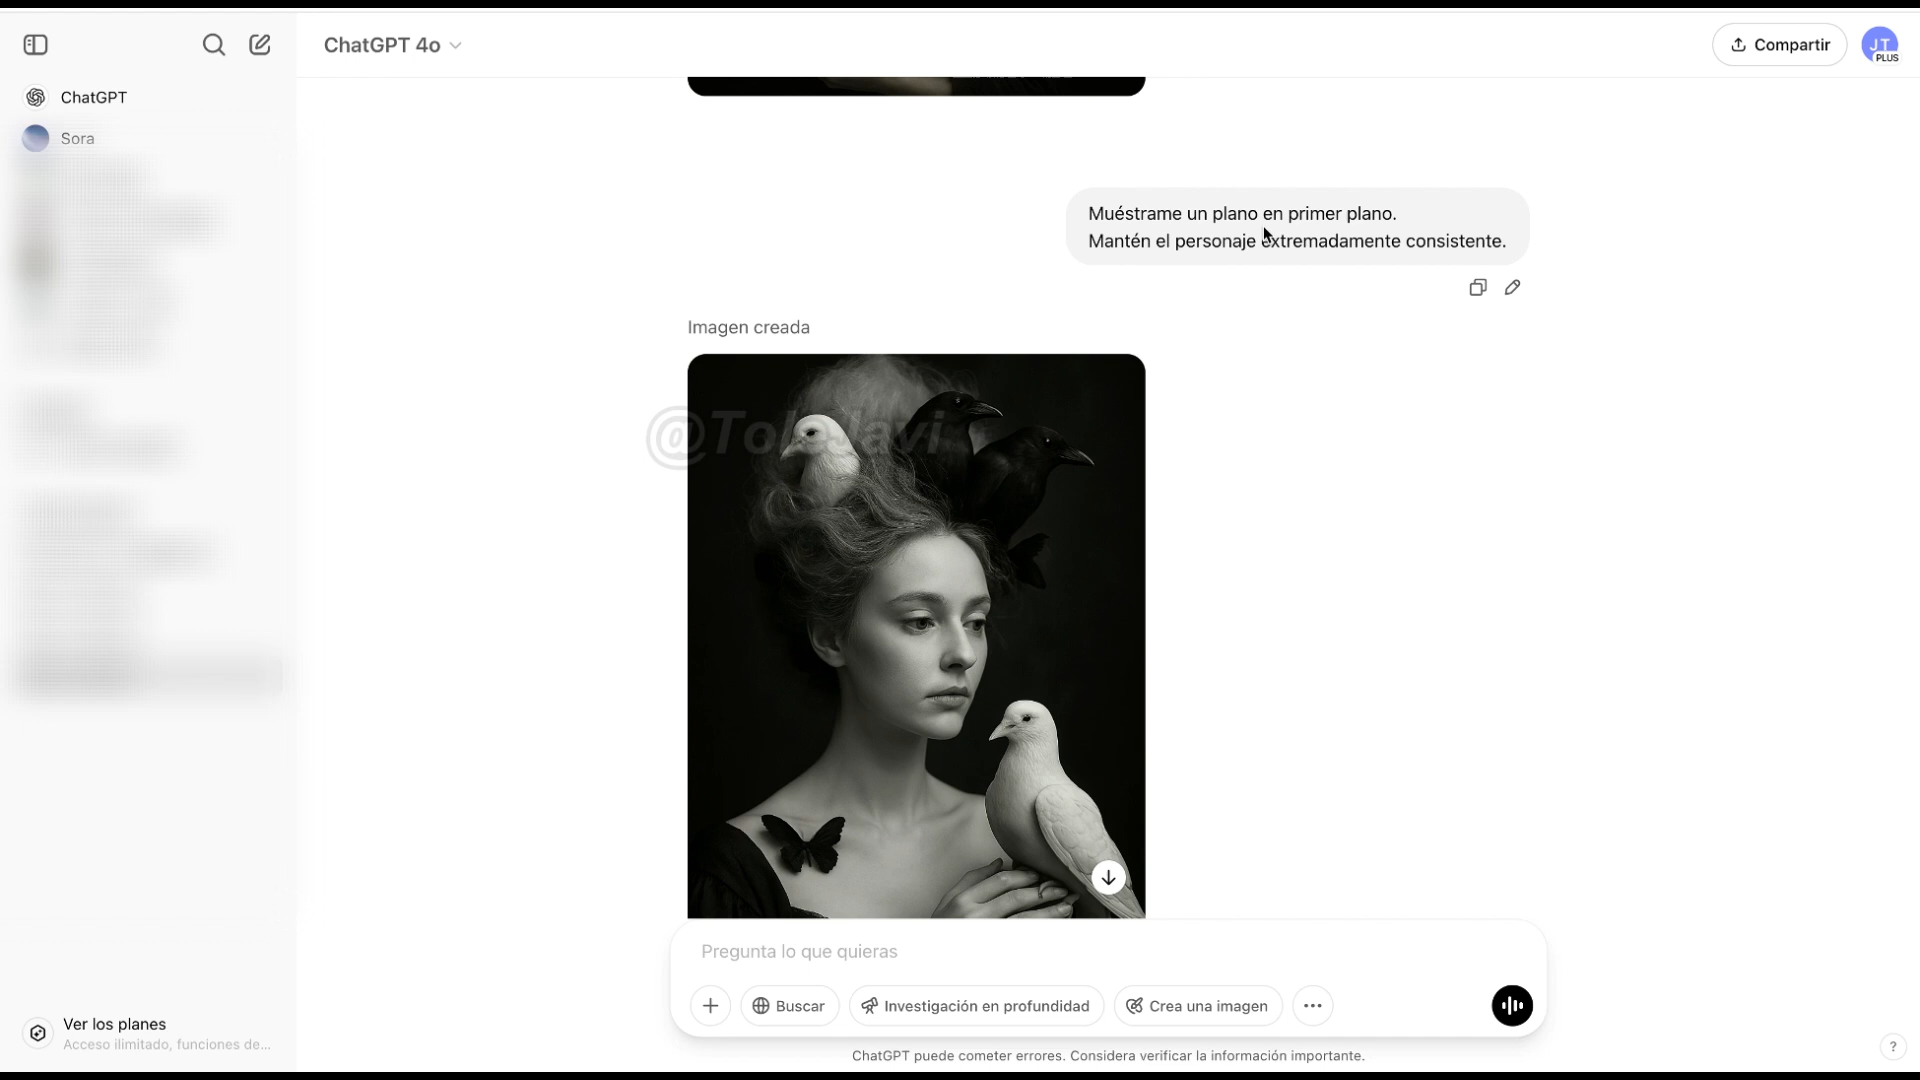 ChatGPT 4o
Compartir
JT
PLUS
ChatGPT
Sora
Muéstrame un plano en primer plano.
Mantén el personaje extremadamente consistente.
Imagen creada
@ToleJavi
Pregunta lo que quieras
Buscar
Investigación en profundidad
Crea una imagen
Ver los planes
Acceso ilimitado, funciones de...
ChatGPT puede cometer errores. Considera verificar la información importante.
?